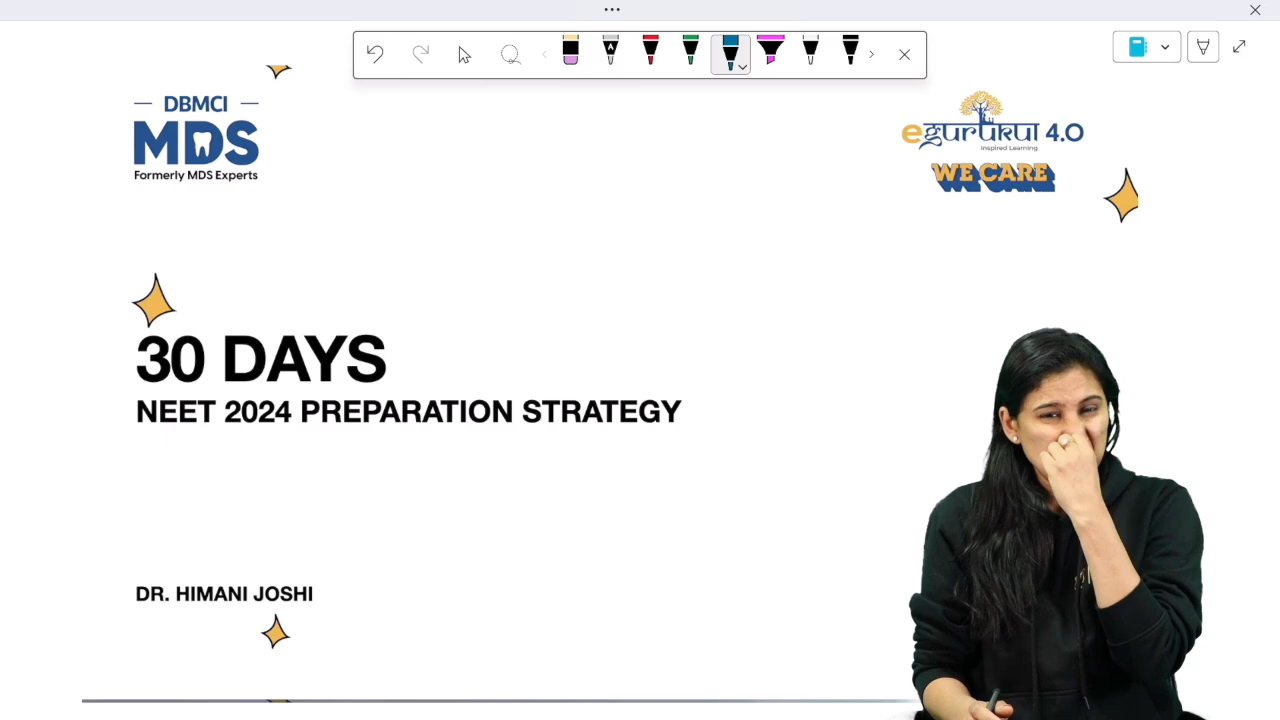 DBMCI
MDS
Formerly MDS Experts
egurukul 4.0
Inspired Learning
WE CARE
30 DAYS
NEET 2024 PREPARATION STRATEGY
DR. HIMANI JOSHI